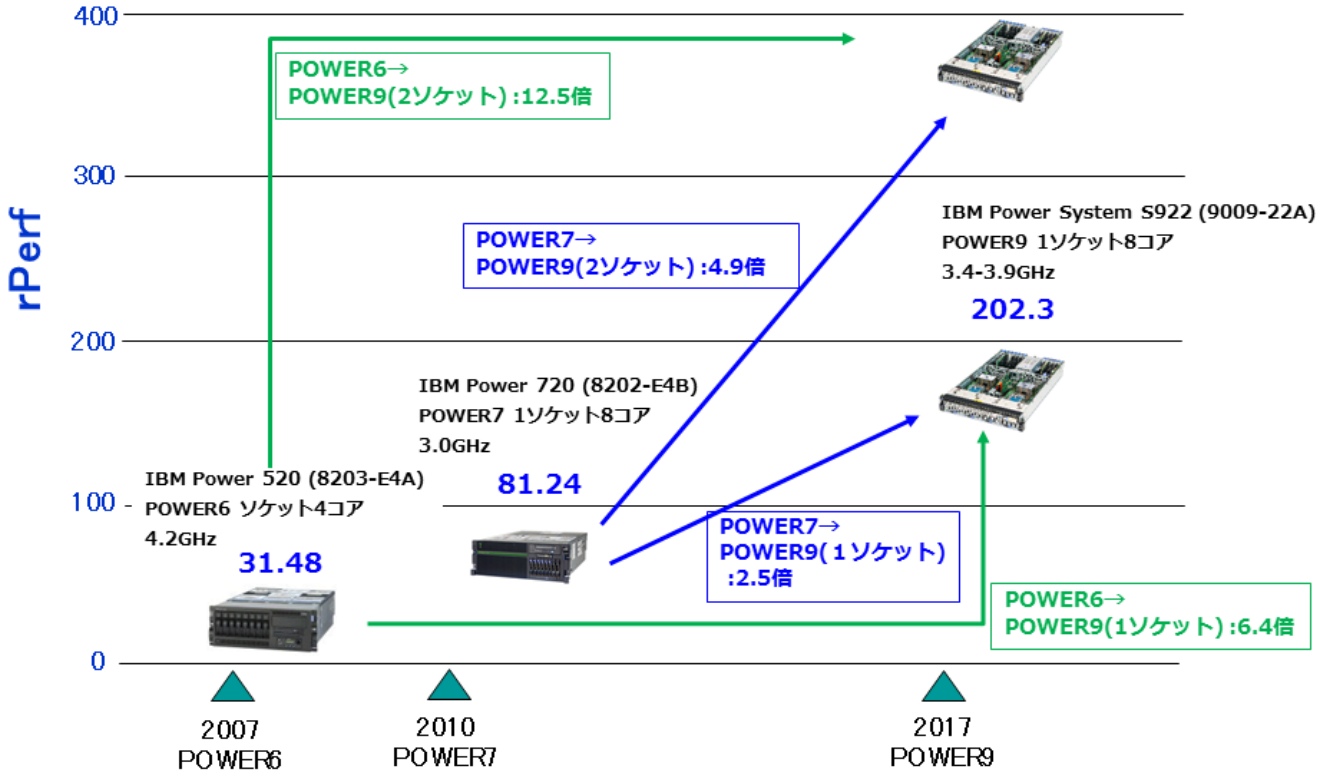 400
POWER6→
POWER9(2ソケット) :12.5倍
300
rPerf
IBM Power System S922 (9009-22A)
POWER9 1ソケット8コア
3.4-3.9GHz
202.3
POWER7→
POWER9(2ソケット) :4.9倍
200
IBM Power 720 (8202-E4B)
POWER7 1ソケット8コア
3.0GHz
81.24
IBM Power 520 (8203-E4A)
POWER6 ソケット4コア
4.2GHz
31.48
100
POWER7→
POWER9(１ソケット)
:2.5倍
POWER6→
POWER9(1ソケット) :6.4倍
0
2007
POWER6
2010
POWER7
2017
POWER9